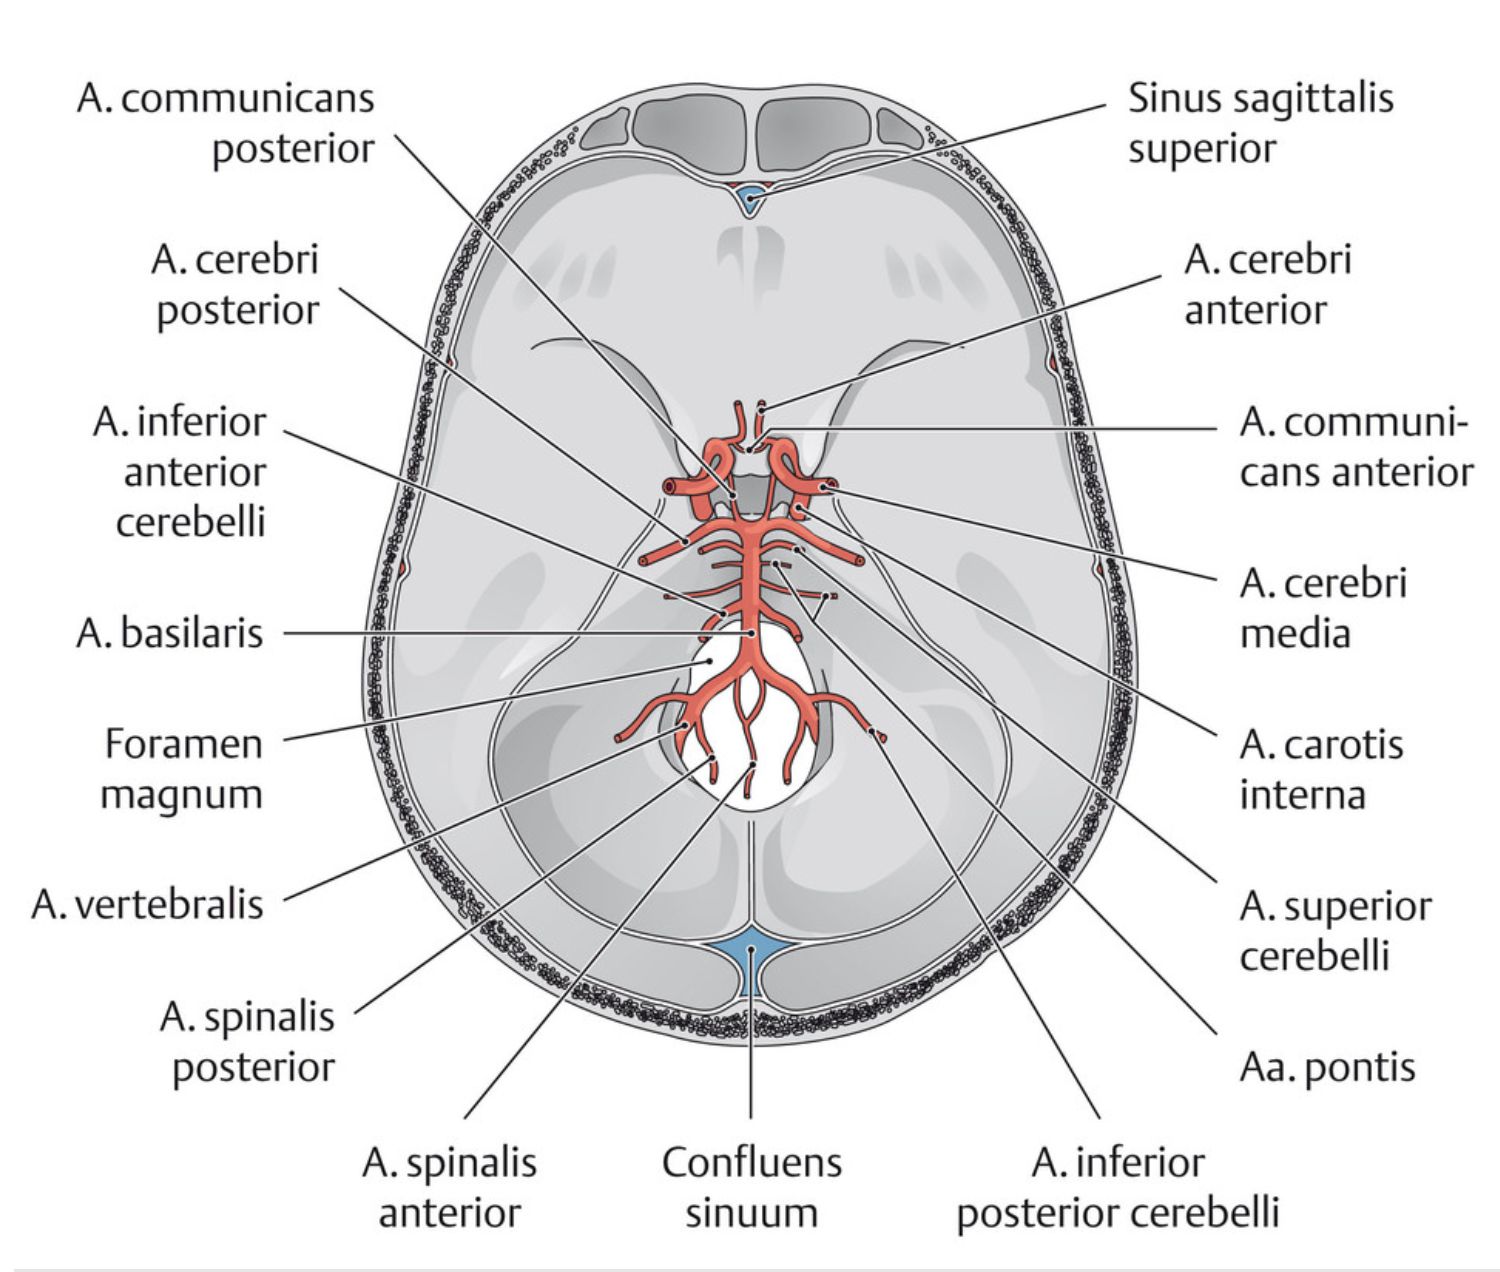 A. communicans
posterior
A. cerebri
posterior
A. inferior
anterior
cerebelli
A. basilaris
Foramen
magnum
A. vertebralis
A. spinalis
posterior
A. spinalis
anterior
Confluens
sinuum
A. inferior
posterior cerebelli
Sinus sagittalis
superior
A. cerebri
anterior
A. communi-
cans anterior
A. cerebri
media
A. carotis
interna
A. superior
cerebelli
Aa. pontis